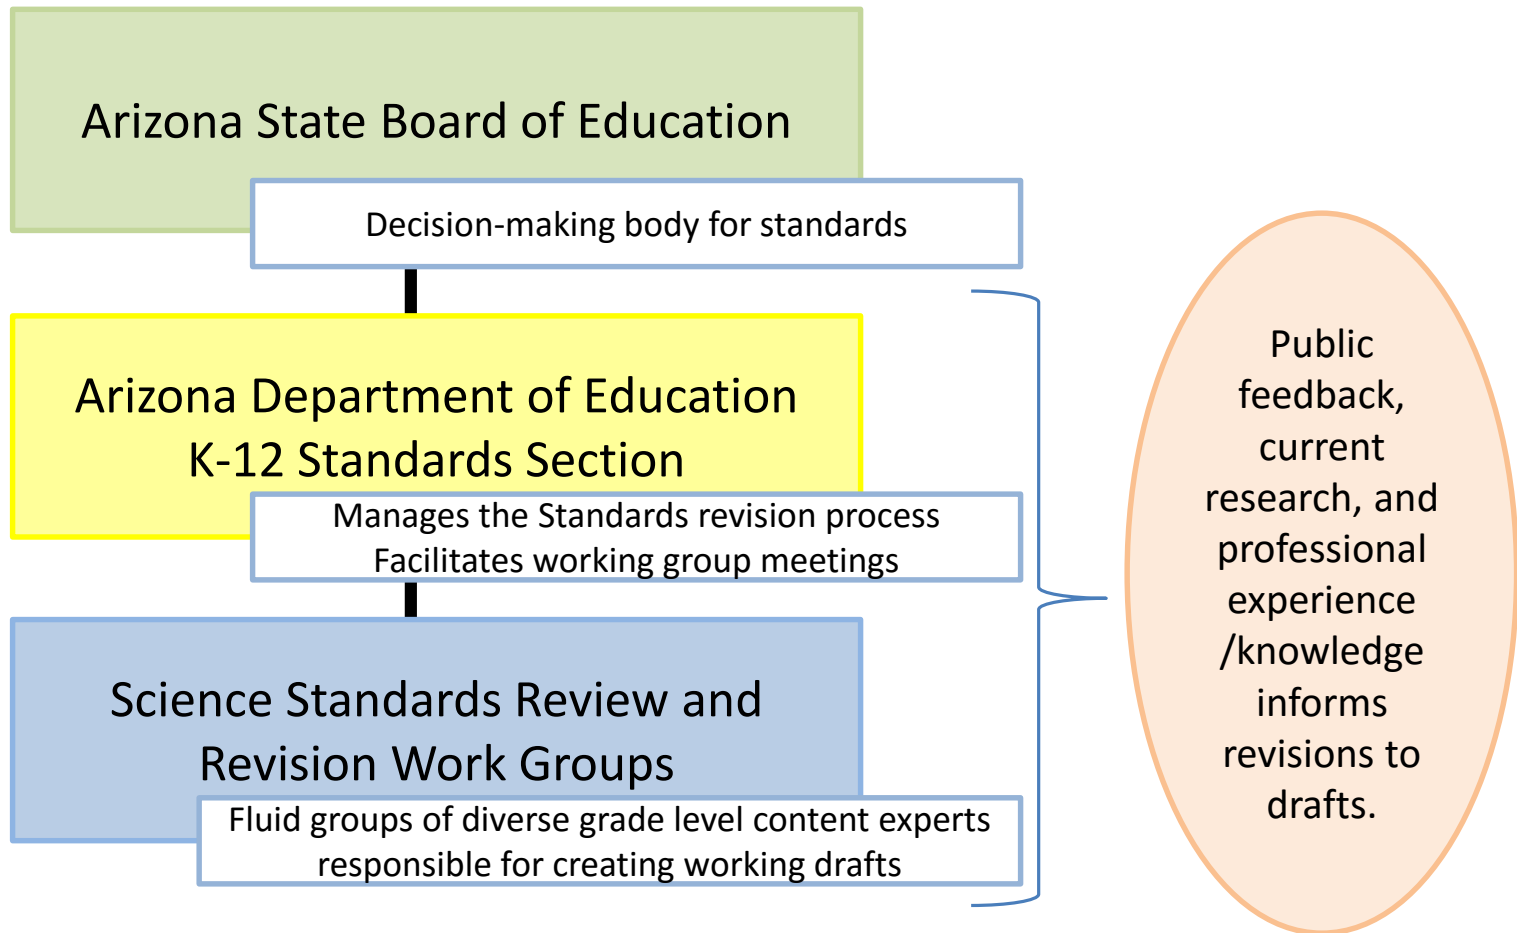 Arizona State Board of Education
Decision-making body for standards
Arizona Department of Education
K-12 Standards Section
Manages the Standards revision process
Facilitates working group meetings
Science Standards Review and
Revision Work Groups
Fluid groups of diverse grade level content experts
responsible for creating working drafts
Public
feedback,
current
research, and
professional
experience
/knowledge
informs
revisions to
drafts.